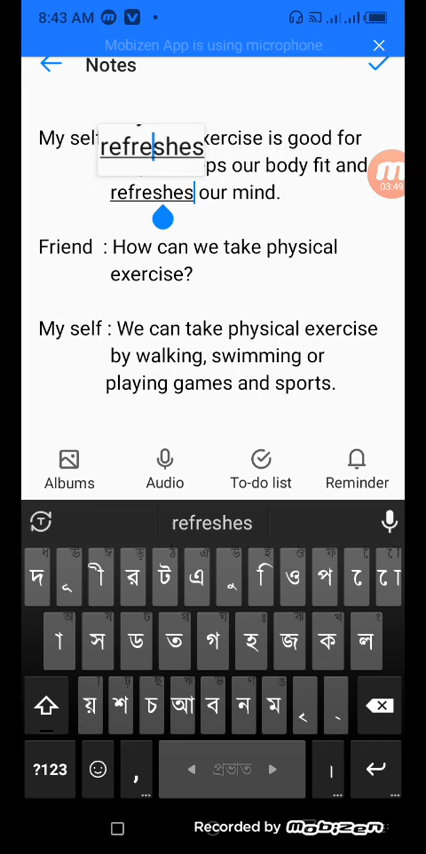 8:43 AM
Mobizen App is using microphone
Notes
My self xercise is good for
refreshes
ps our body fit and
03:49
refreshes our mind.
Friend : How can we take physical
exercise?
My self : We can take physical exercise
by walking, swimming or
playing games and sports.
Albums Audio To-do list Reminder
refreshes
দ ূ ী র ট এ ু ি ও প ে ো
া স ড ত গ হ জ ক ল
য় শ চ আ ব ন ম ্ ৃ
?123 , প্রভাত ।
Recorded by mobizen